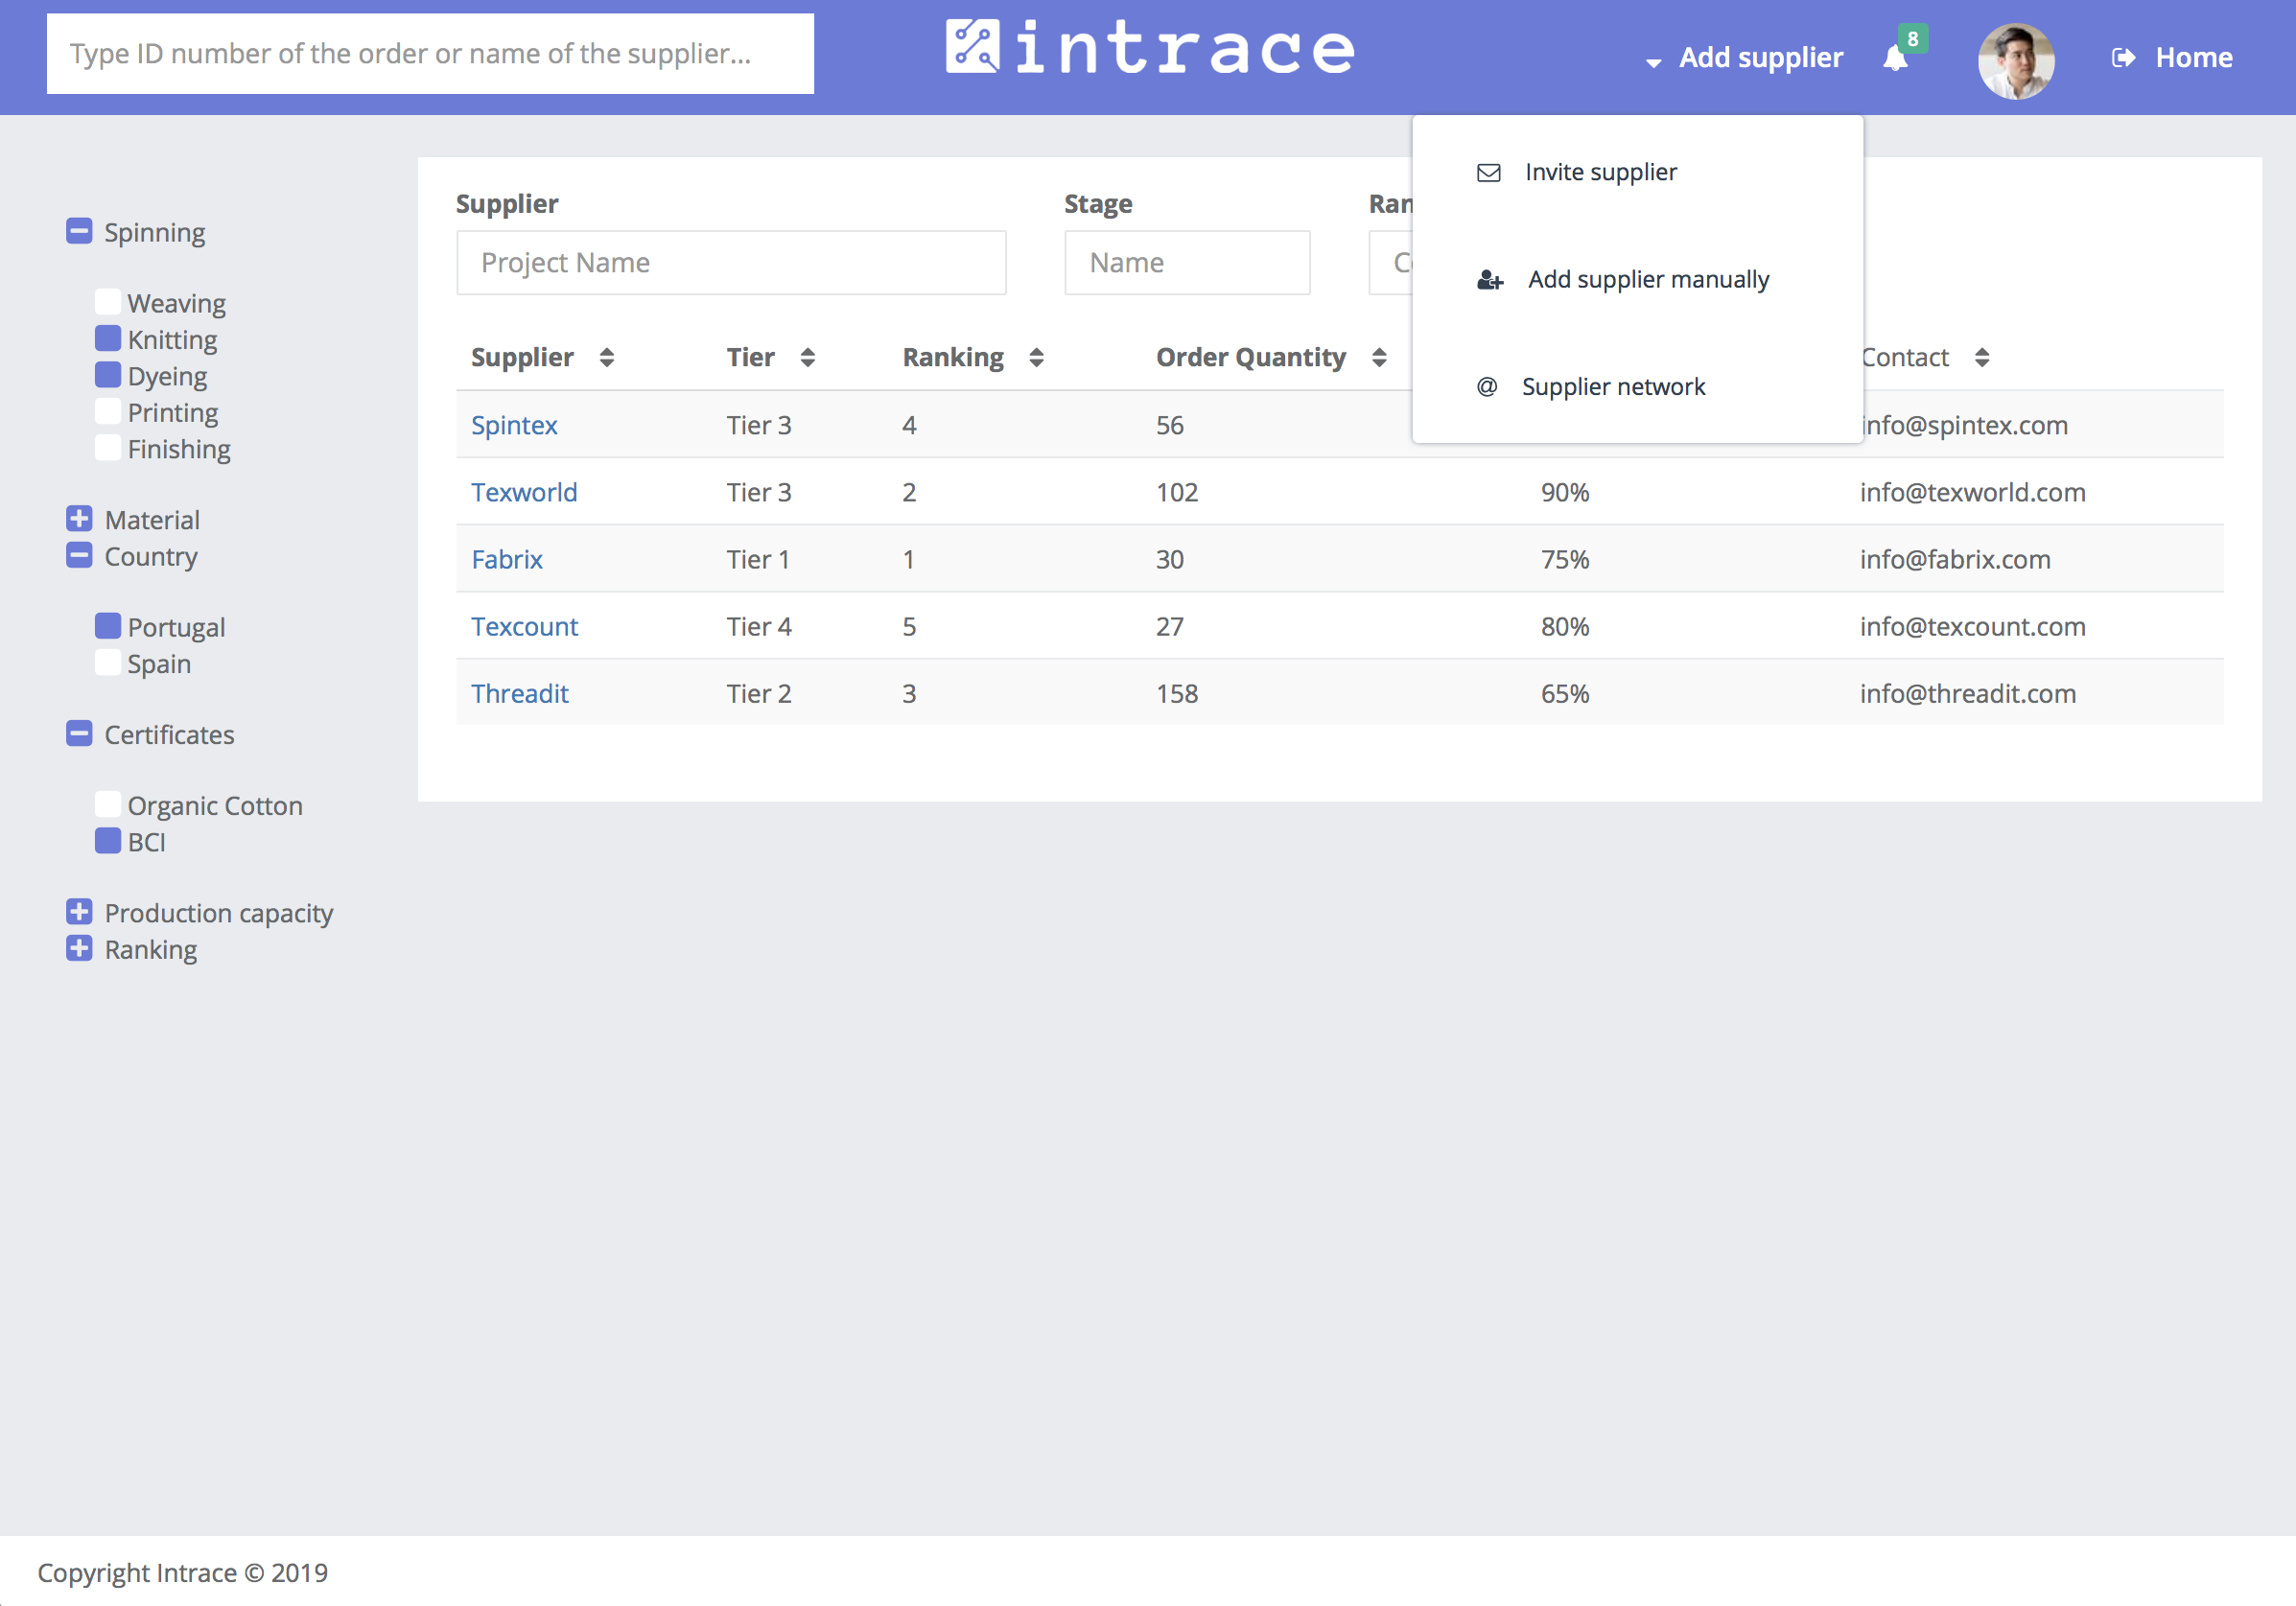 Type ID number of the order or name of the supplier...
intrace
Add supplier
8
Home
Invite supplier
Add supplier manually
@ Supplier network
Spinning
Weaving
Knitting
Dyeing
Printing
Finishing
Material
Country
Portugal
Spain
Certificates
Organic Cotton
BCI
Production capacity
Ranking
Supplier Stage Ran
Project Name Name
Supplier Tier Ranking Order Quantity Contact
Spintex Tier 3 4 56 info@spintex.com
Texworld Tier 3 2 102 90% info@texworld.com
Fabrix Tier 1 1 30 75% info@fabrix.com
Texcount Tier 4 5 27 80% info@texcount.com
Threadit Tier 2 3 158 65% info@threadit.com
Copyright Intrace © 2019